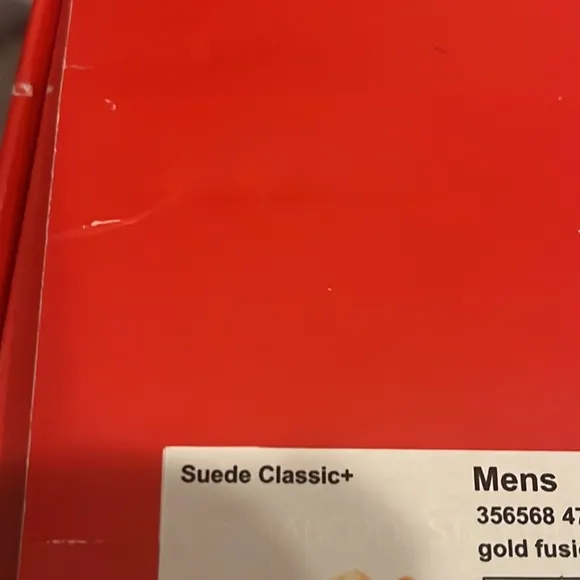 Suede Classic+
Mens
356568 47
gold fusi